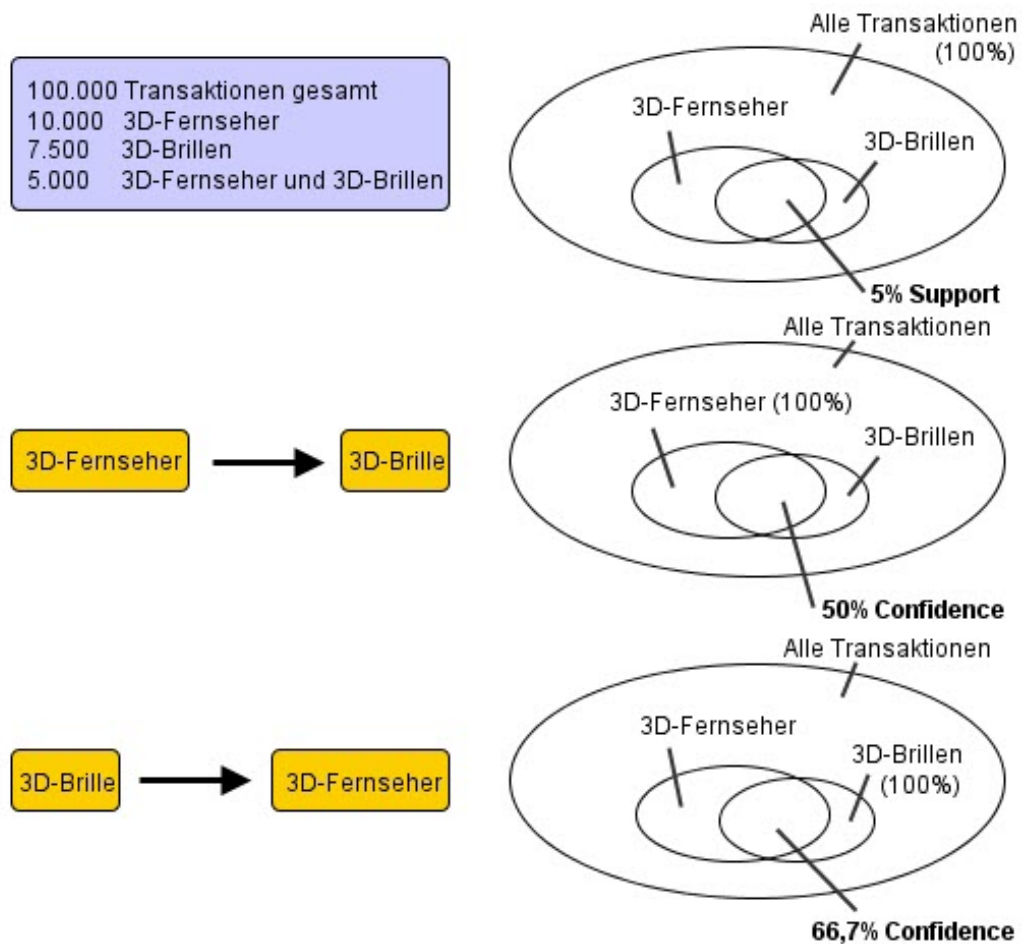 100.000 Transaktionen gesamt
10.000 3D-Fernseher
7.500 3D-Brillen
5.000 3D-Fernseher und 3D-Brillen
Alle Transaktionen
(100%)
3D-Fernseher
3D-Brillen
5% Support
3D-Fernseher
3D-Brille
Alle Transaktionen
3D-Fernseher (100%)
3D-Brillen
50% Confidence
3D-Brille
3D-Fernseher
Alle Transaktionen
3D-Fernseher
3D-Brillen
(100%)
66,7% Confidence